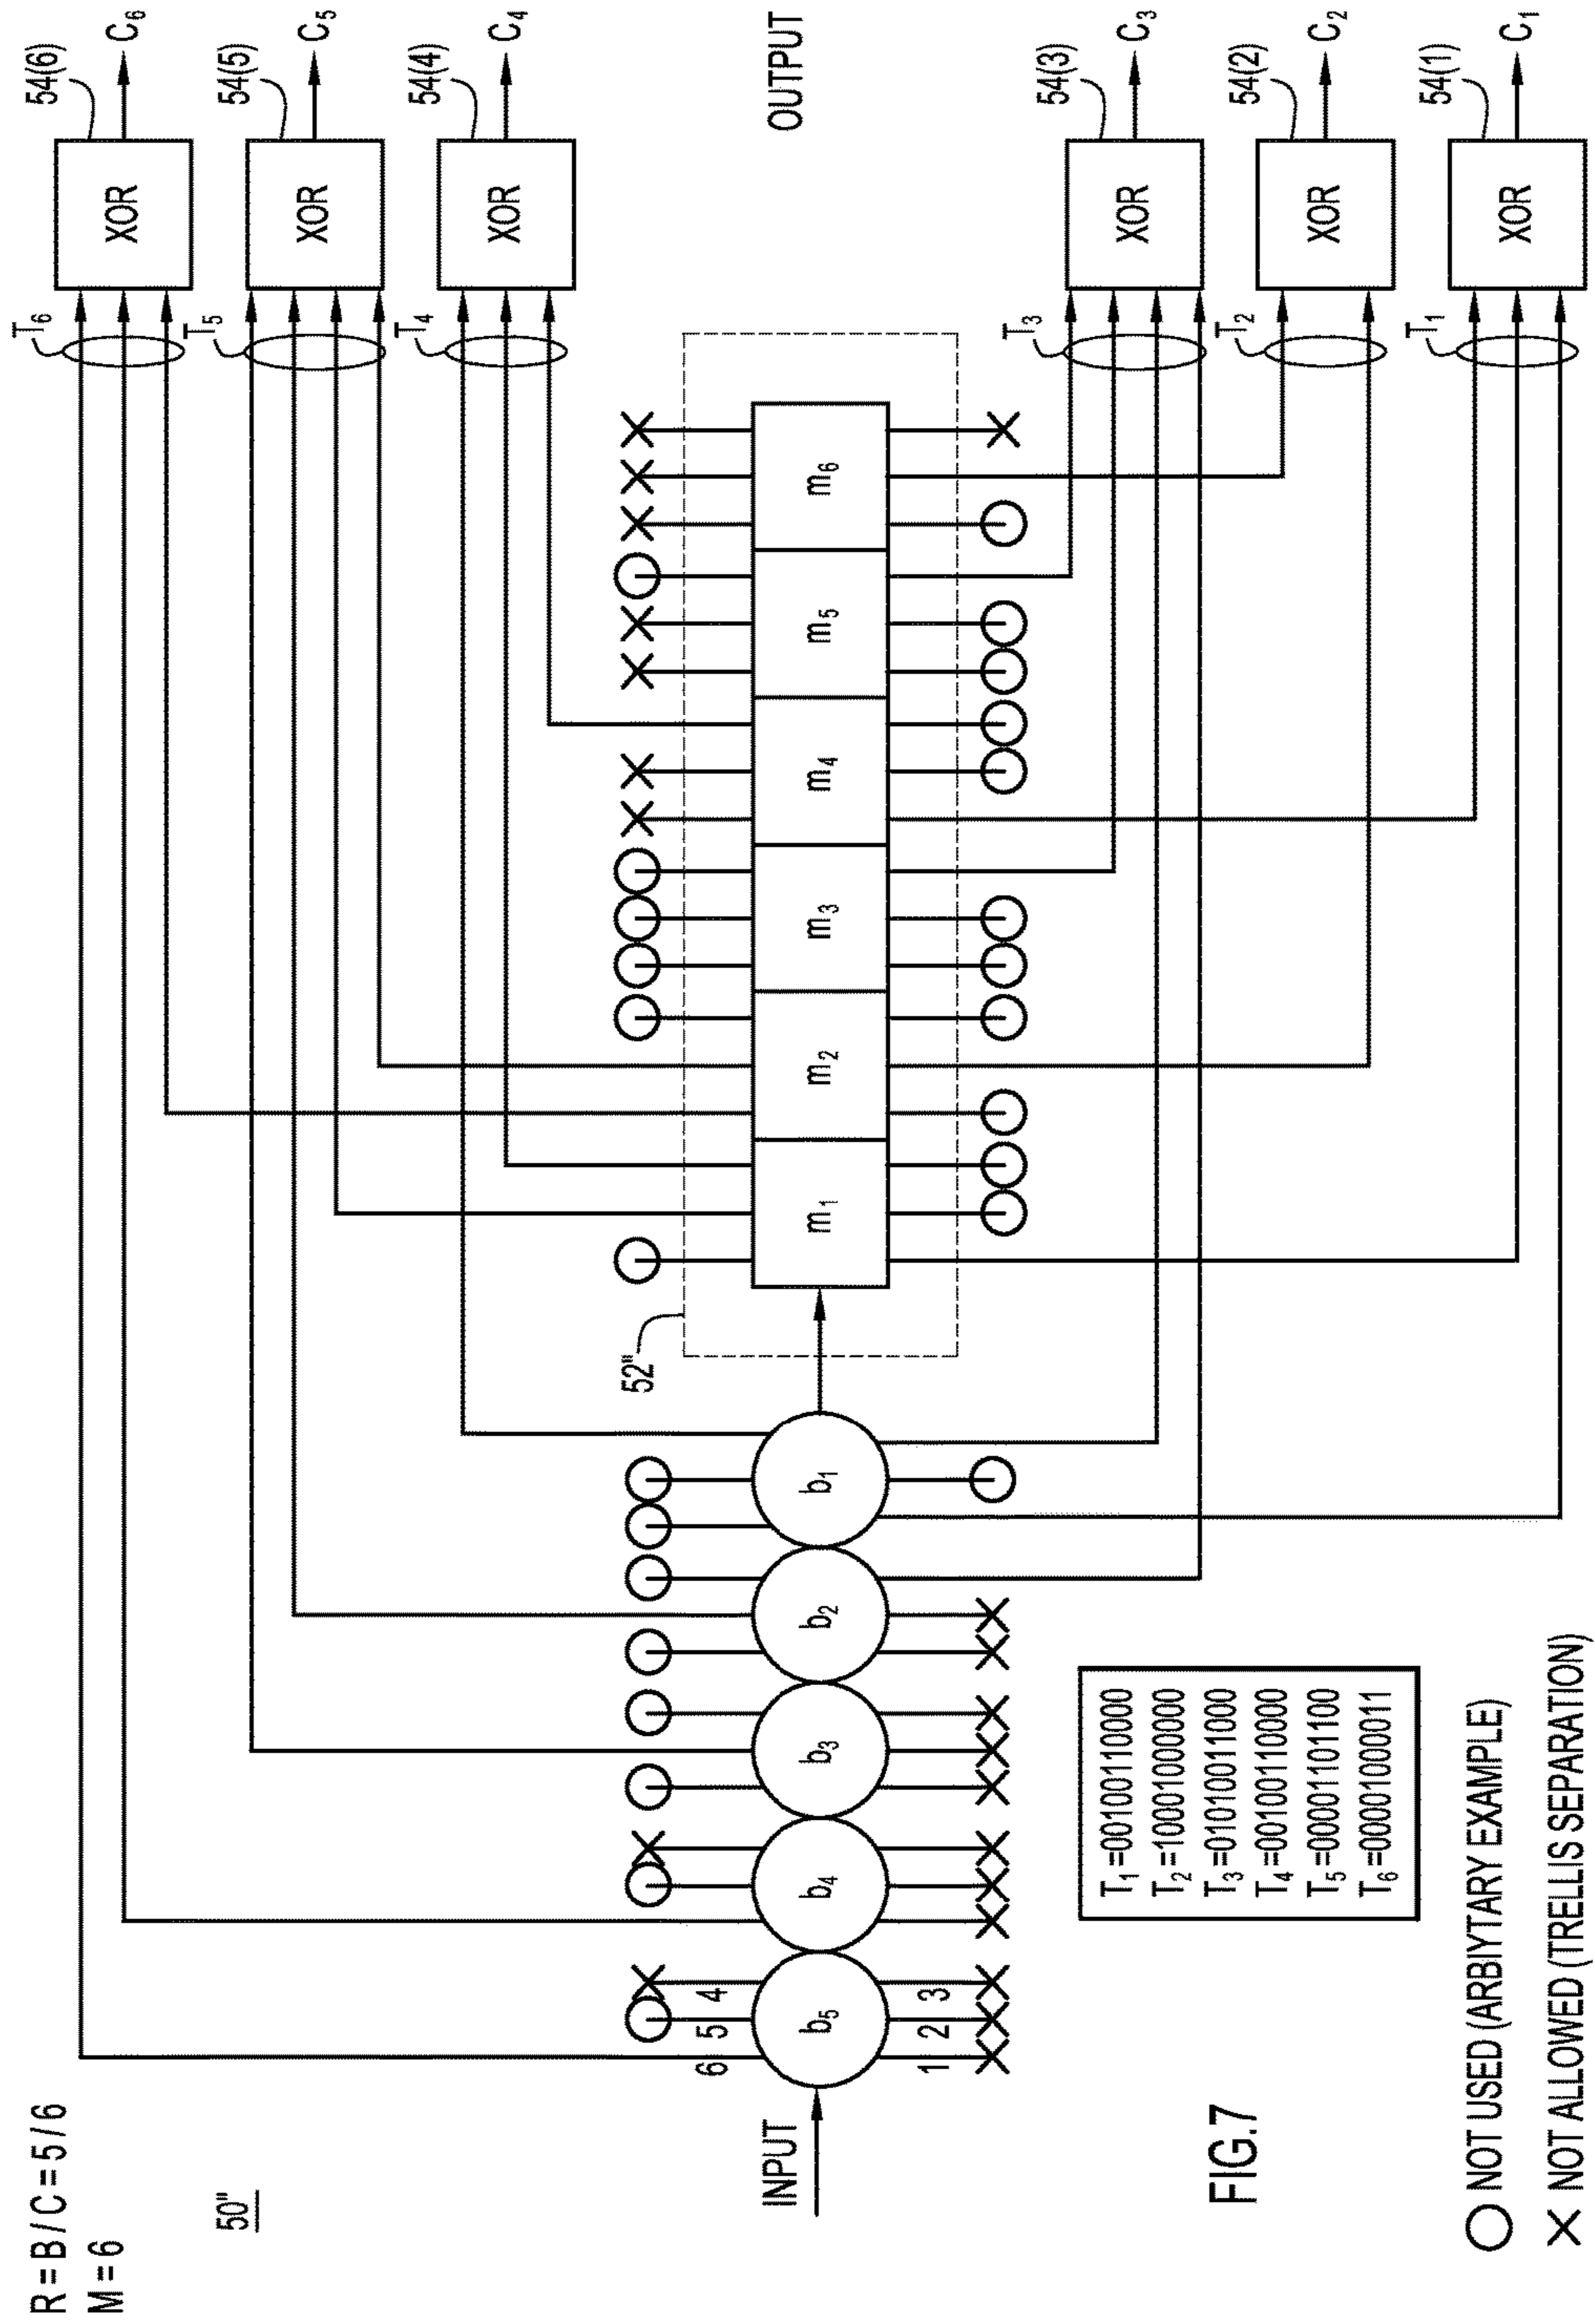 R = B / C = 5 / 6
M = 6
50"
INPUT
b5
b4
b3
b2
b1
6
5
4
1
2
3
52"
m1
m2
m3
m4
m5
m6
T6
T5
T4
T3
T2
T1
XOR
XOR
XOR
XOR
XOR
XOR
54(6)
54(5)
54(4)
54(3)
54(2)
54(1)
C6
C5
C4
OUTPUT
C3
C2
C1
T1 =00100110000
T2 =10001000000
T3 =01010011000
T4 =00100110000
T5 =00001101100
T6 =00001000011
FIG.7
NOT USED (ARBIYTARY EXAMPLE)
NOT ALLOWED (TRELLIS SEPARATION)